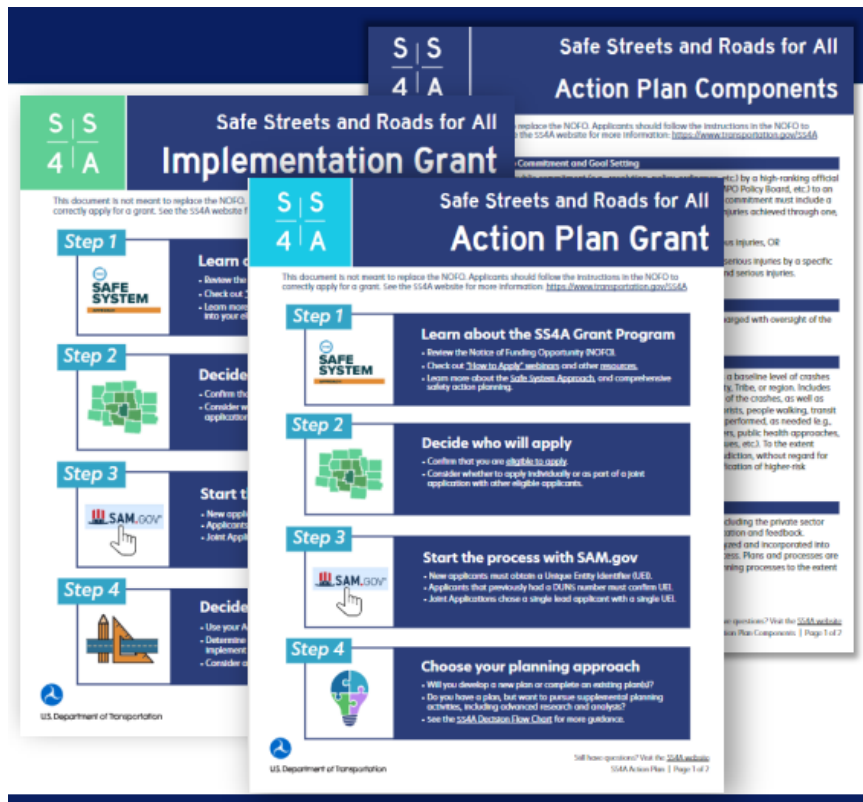 S S
4 A
Safe Streets and Roads for All
Action Plan Components
replace the NOFO. Applicants should follow the instructions in the NOFO to
the SS4A website for more information: https://www.transportation.gov/SS4A
Commitment and Goal Setting
etc.) by a high-ranking official
MPO Policy Board, etc.) to an
commitment must include a
injuries achieved through one,
injuries, OR
serious injuries by a specific
and serious injuries.
charged with oversight of the
a baseline level of crashes
Tribe, or region. Includes
of the crashes, as well as
people walking, transit
performed, as needed (e.g.,
public health approaches,
etc.). To the extent
without regard for
of higher-risk
including the private sector
and feedback.
and incorporated into
Plans and processes are
processes to the extent
questions? Visit the SS4A website
Action Plan Components | Page 1 of 2
S S
4 A
Safe Streets and Roads for All
Implementation Grant
This document is not meant to replace the NOFO.
correctly apply for a grant. See the SS4A website
Step 1
SAFE
SYSTEM
Learn
• Review the
• Check out
• Learn more
into your
Step 2
Decide
• Confirm
• Consider
application
Step 3
SAM.GOV
Start
• New
• Applicants
• Joint
Step 4
Decide
• Use your
• Determine
implement
• Consider
U.S. Department of Transportation
S S
4 A
Safe Streets and Roads for All
Action Plan Grant
This document is not meant to replace the NOFO. Applicants should follow the instructions in the NOFO to
correctly apply for a grant. See the SS4A website for more information: https://www.transportation.gov/SS4A
Step 1
SAFE
SYSTEM
Learn about the SS4A Grant Program
• Review the Notice of Funding Opportunity (NOFO).
• Check out "How to Apply" webinars and other resources.
• Learn more about the Safe System Approach, and comprehensive
safety action planning.
Step 2
Decide who will apply
• Confirm that you are eligible to apply.
• Consider whether to apply individually or as part of a joint
application with other eligible applicants.
Step 3
SAM.GOV
Start the process with SAM.gov
• New applicants must obtain a Unique Entity Identifier (UEI).
• Applicants that previously had a DUNS number must confirm UEI.
• Joint Applications chose a single lead applicant with a single UEI.
Step 4
Choose your planning approach
• Will you develop a new plan or complete an existing plan(s)?
• Do you have a plan, but want to pursue supplemental planning
activities, including advanced research and analysis?
• See the SS4A Decision Flow Chart for more guidance.
U.S. Department of Transportation
Still have questions? Visit the SS4A website
SS4A Action Plan | Page 1 of 2